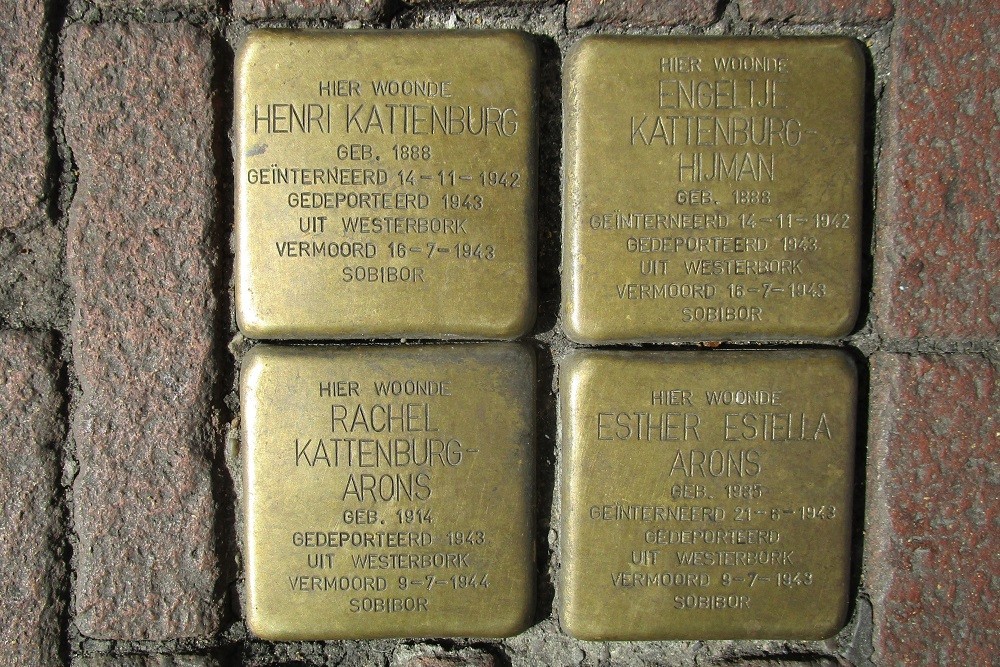 HIER WOONDE
HENRI KATTENBURG
GEB. 1888
GEÏNTERNEERD 14-11-1942
GEDEPORTEERD 1943
UIT WESTERBORK
VERMOORD 16-7-1943
SOBIBOR
HIER WOONDE
ENGELTJE
KATTENBURG-
HIJMAN
GEB. 1888
GEÏNTERNEERD 14-11-1942
GEDEPORTEERD 1943
UIT WESTERBORK
VERMOORD 16-7-1943
SOBIBOR
HIER WOONDE
RACHEL
KATTENBURG-
ARONS
GEB. 1914
GEDEPORTEERD 1943
UIT WESTERBORK
VERMOORD 9-7-1944
SOBIBOR
HIER WOONDE
ESTHER ESTELLA
ARONS
GEB. 1935
GEÏNTERNEERD 21-6-1943
GEDEPORTEERD
UIT WESTERBORK
VERMOORD 9-7-1943
SOBIBOR